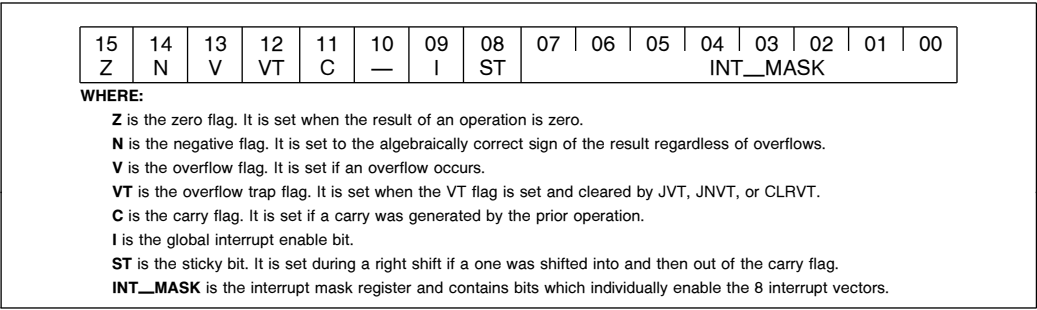 15 14 13 12 11 10 09 08 07 06 05 04 03 02 01 00
Z N V VT C — I ST INT__MASK
WHERE:
Z is the zero flag. It is set when the result of an operation is zero.
N is the negative flag. It is set to the algebraically correct sign of the result regardless of overflows.
V is the overflow flag. It is set if an overflow occurs.
VT is the overflow trap flag. It is set when the VT flag is set and cleared by JVT, JNVT, or CLRVT.
C is the carry flag. It is set if a carry was generated by the prior operation.
I is the global interrupt enable bit.
ST is the sticky bit. It is set during a right shift if a one was shifted into and then out of the carry flag.
INT__MASK is the interrupt mask register and contains bits which individually enable the 8 interrupt vectors.